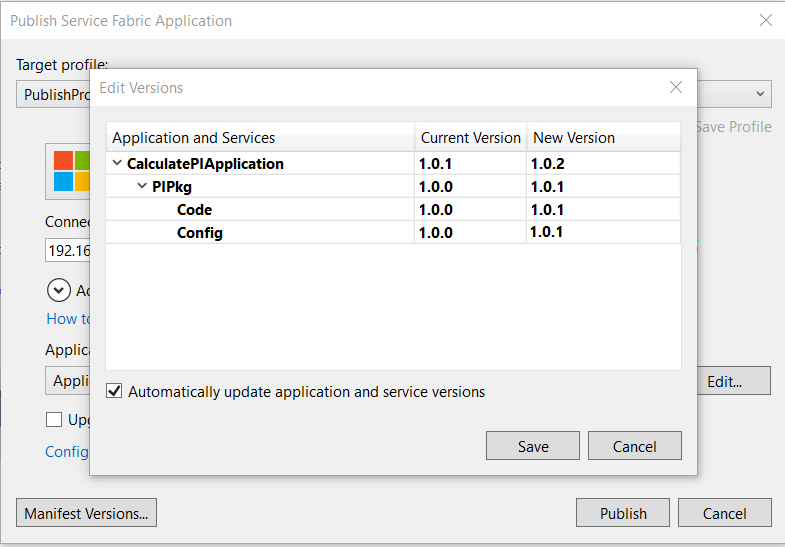 Publish Service Fabric Application
Target profile:
PublishPro
Edit Versions
Save Profile
Application and Services Current Version New Version
CalculatePIApplication 1.0.1 1.0.2
PIPkg 1.0.0 1.0.1
Code 1.0.0 1.0.1
Config 1.0.0 1.0.1
Connec
192.16
Ad
How to
Applica
Appli
Edit...
Automatically update application and service versions
Upg
Config
Save Cancel
Manifest Versions... Publish Cancel